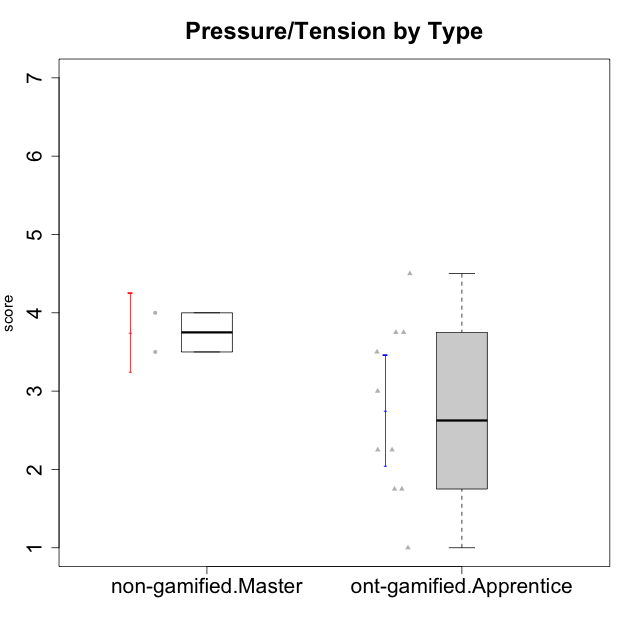 Pressure/Tension by Type
7
6
5
4
3
2
1
score
non-gamified.Master
ont-gamified.Apprentice